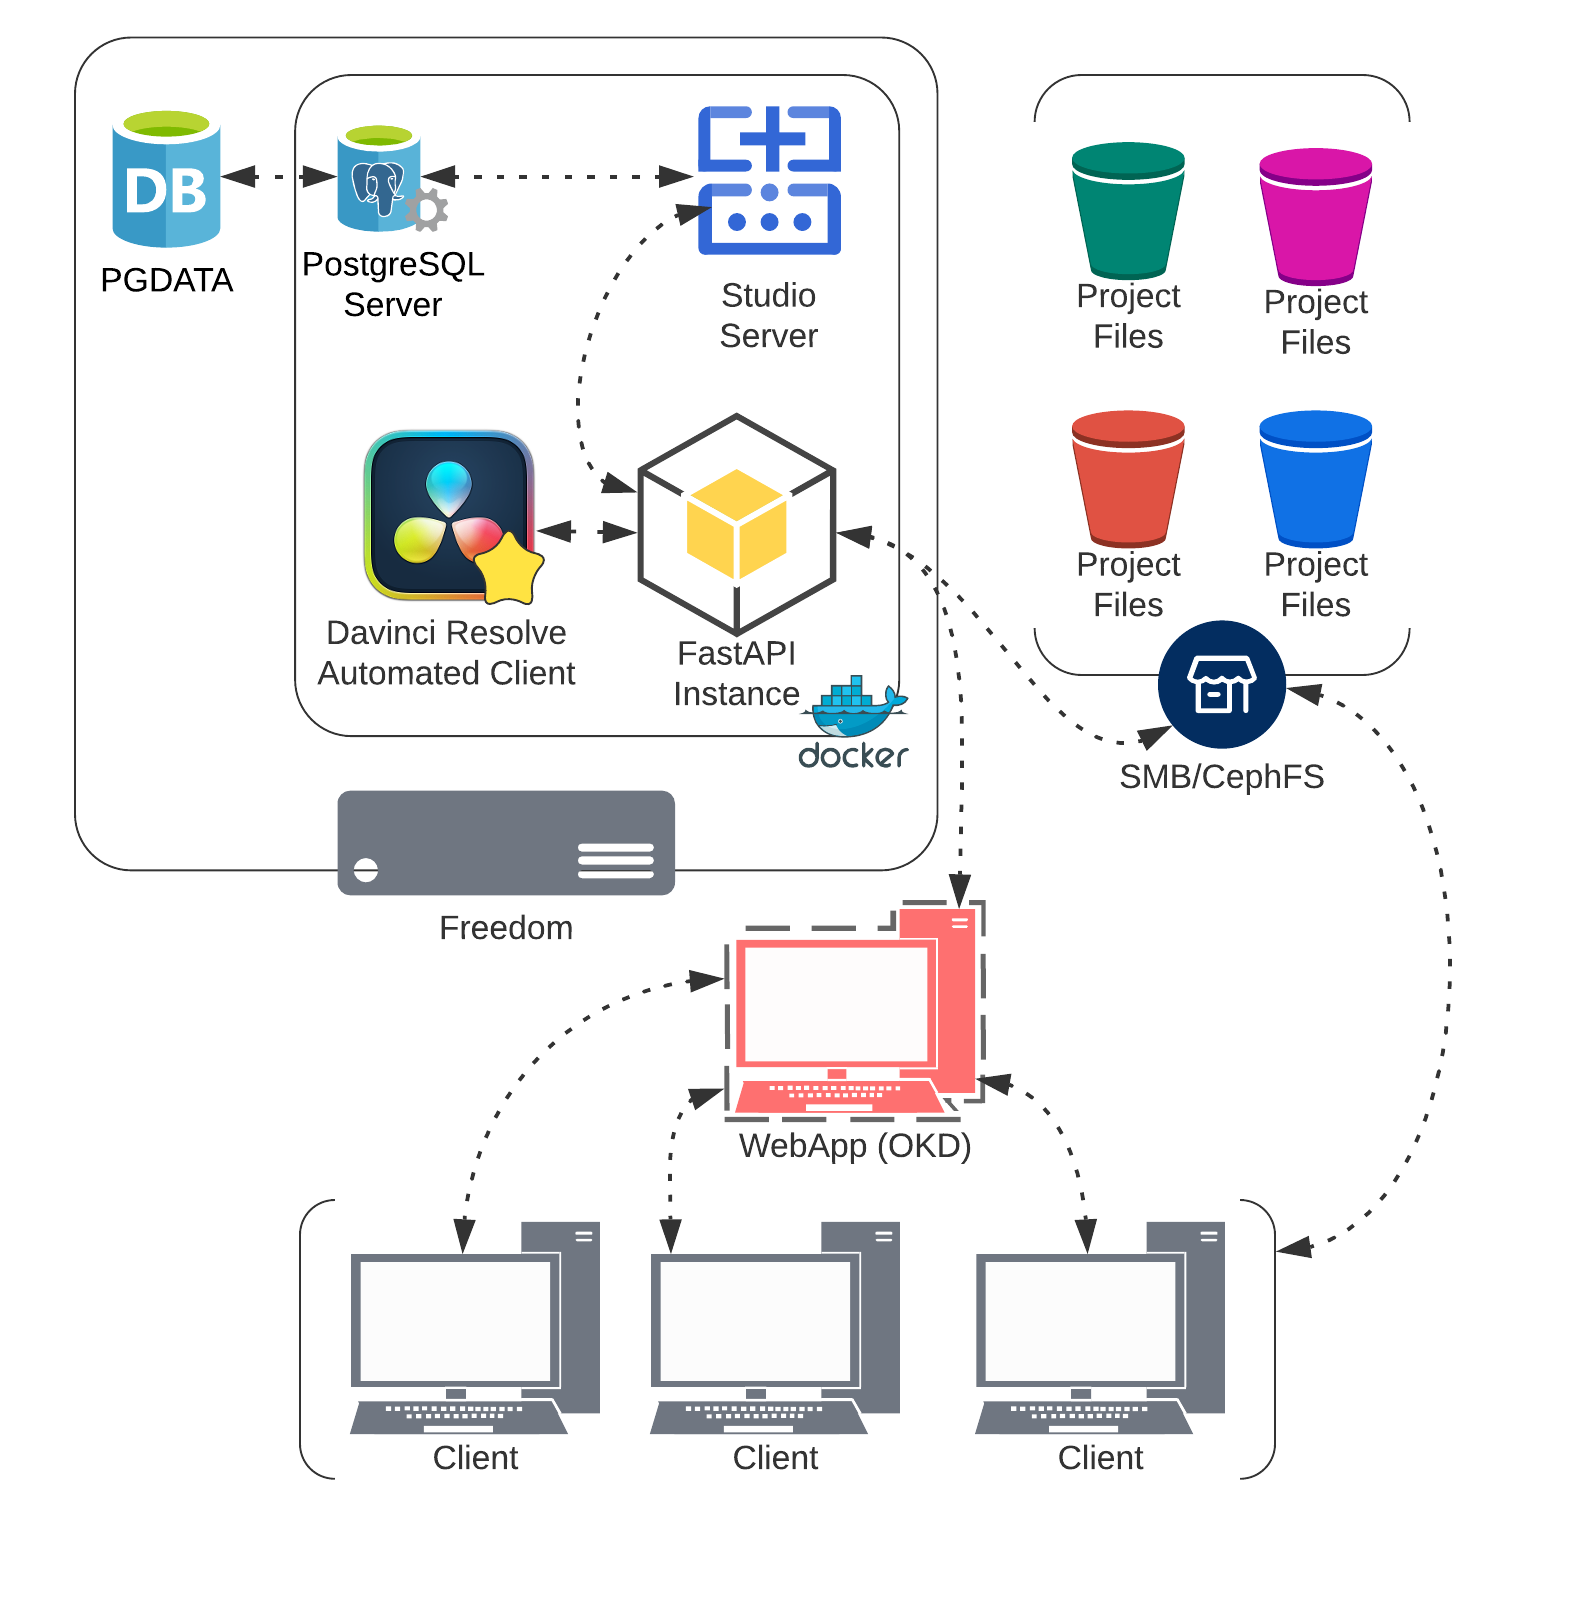 DB
PGDATA
PostgreSQL
Server
Studio
Server
Project
Files
Project
Files
Project
Files
Project
Files
Davinci Resolve
Automated Client
FastAPI
Instance
docker
SMB/CephFS
Freedom
WebApp (OKD)
Client
Client
Client